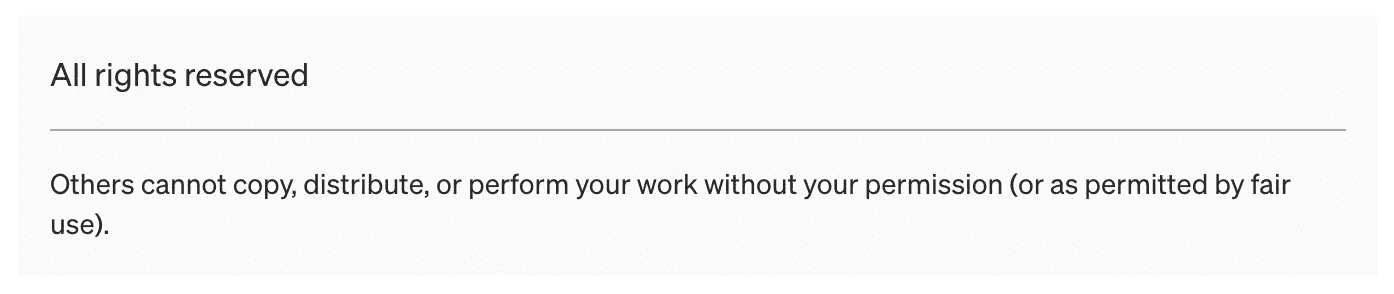 All rights reserved
Others cannot copy, distribute, or perform your work without your permission (or as permitted by fair
use).